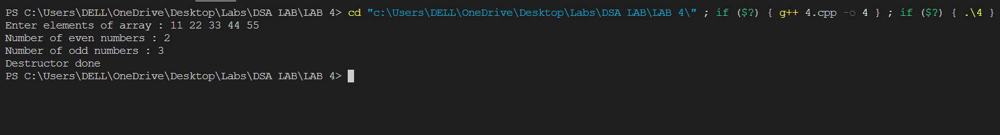 PS C:\Users\DELL\OneDrive\Desktop\Labs\DSA LAB\LAB 4> cd "c:\Users\DELL\OneDrive\Desktop\Labs\DSA LAB\LAB 4\" ; if ($?) { g++ 4.cpp -o 4 } ; if ($?) { .\4 }
Enter elements of array : 11 22 33 44 55
Number of even numbers : 2
Number of odd numbers : 3
Destructor done
PS C:\Users\DELL\OneDrive\Desktop\Labs\DSA LAB\LAB 4>